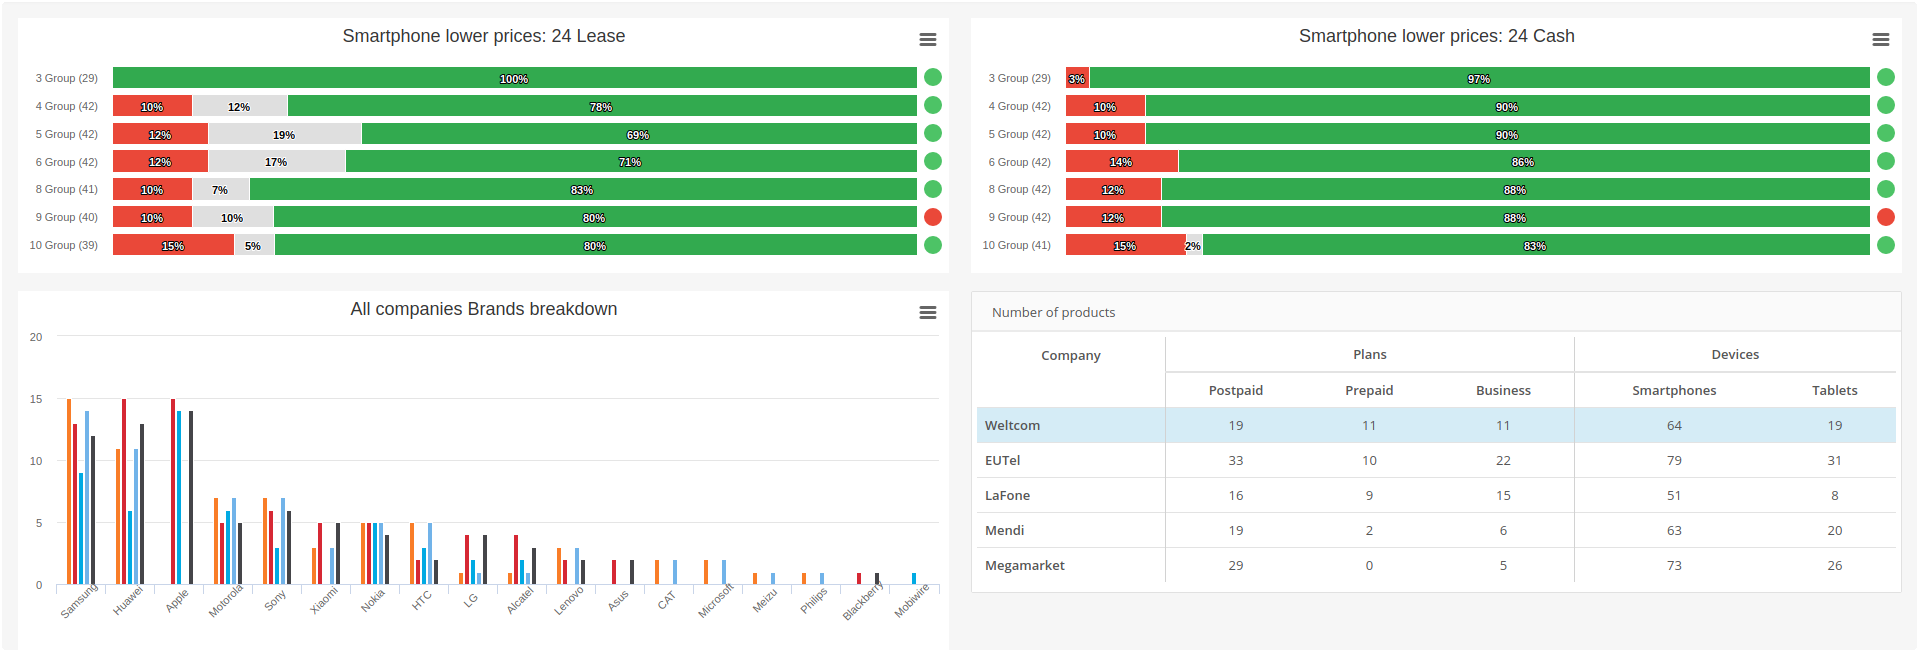 Smartphone lower prices: 24 Lease
3 Group (29) 100%
4 Group (42) 10% 12% 78%
5 Group (42) 12% 19% 69%
6 Group (42) 12% 17% 71%
8 Group (41) 10% 7% 83%
9 Group (40) 10% 10% 80%
10 Group (39) 15% 5% 80%
Smartphone lower prices: 24 Cash
3 Group (29) 3% 97%
4 Group (42) 10% 90%
5 Group (42) 10% 90%
6 Group (42) 14% 86%
8 Group (42) 12% 88%
9 Group (42) 12% 88%
10 Group (41) 15% 2% 83%
All companies Brands breakdown
20
15
10
5
0
Samsung Huawei Apple Motorola Sony Xiaomi Nokia HTC LG Alcatel Lenovo Asus CAT Microsoft Meizu Philips Blackberry Mobiwire
Number of products
Company Plans Devices
Postpaid Prepaid Business Smartphones Tablets
Weltcom 19 11 11 64 19
EUTel 33 10 22 79 31
LaFone 16 9 15 51 8
Mendi 19 2 6 63 20
Megamarket 29 0 5 73 26